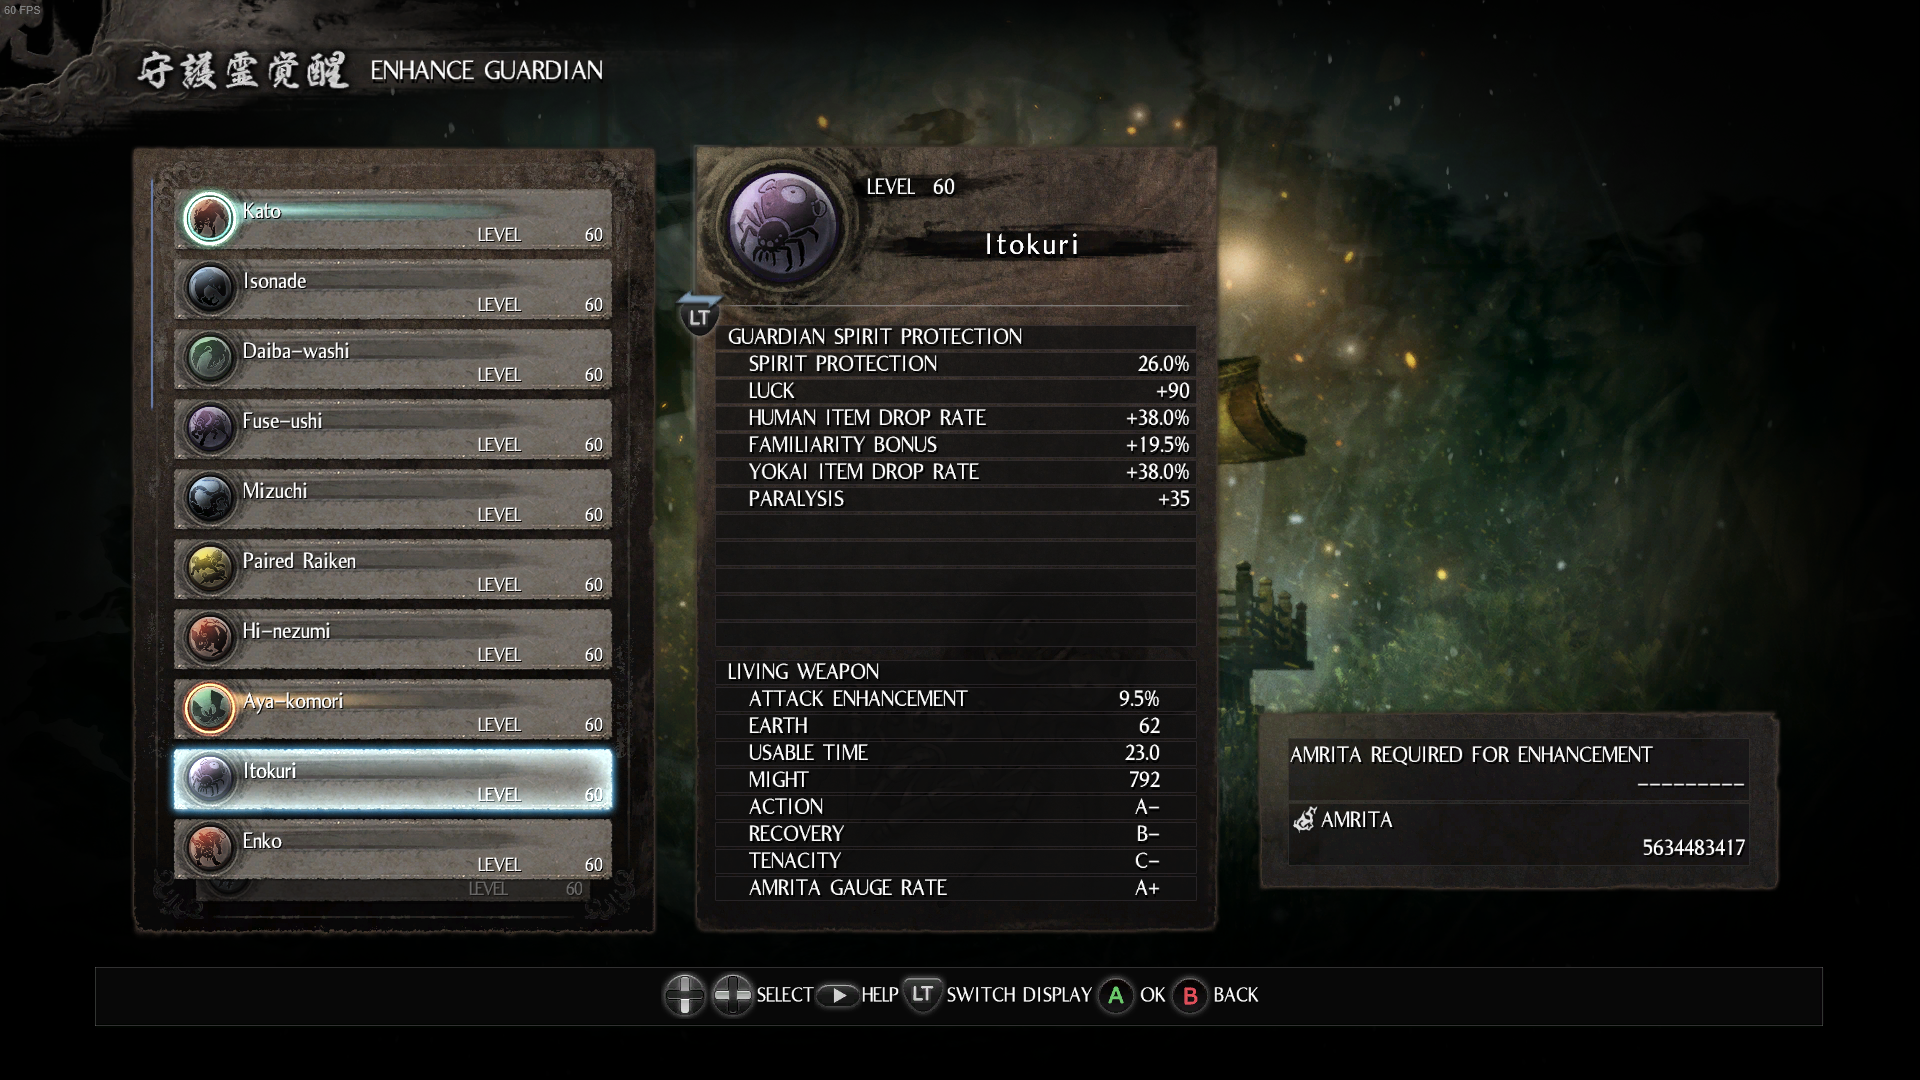 60 FPS
守護霊覚醒 ENHANCE GUARDIAN
Kato
LEVEL 60
Isonade
LEVEL 60
Daiba-washi
LEVEL 60
Fuse-ushi
LEVEL 60
Mizuchi
LEVEL 60
Paired Raiken
LEVEL 60
Hi-nezumi
LEVEL 60
Aya-komori
LEVEL 60
Itokuri
LEVEL 60
Enko
LEVEL 60
LEVEL 60
LEVEL 60
Itokuri
LT
GUARDIAN SPIRIT PROTECTION
SPIRIT PROTECTION 26.0%
LUCK +90
HUMAN ITEM DROP RATE +38.0%
FAMILIARITY BONUS +19.5%
YOKAI ITEM DROP RATE +38.0%
PARALYSIS +35
LIVING WEAPON
ATTACK ENHANCEMENT 9.5%
EARTH 62
USABLE TIME 23.0
MIGHT 792
ACTION A-
RECOVERY B-
TENACITY C-
AMRITA GAUGE RATE A+
AMRITA REQUIRED FOR ENHANCEMENT
---------
AMRITA
5634483417
SELECT HELP LT SWITCH DISPLAY A OK B BACK